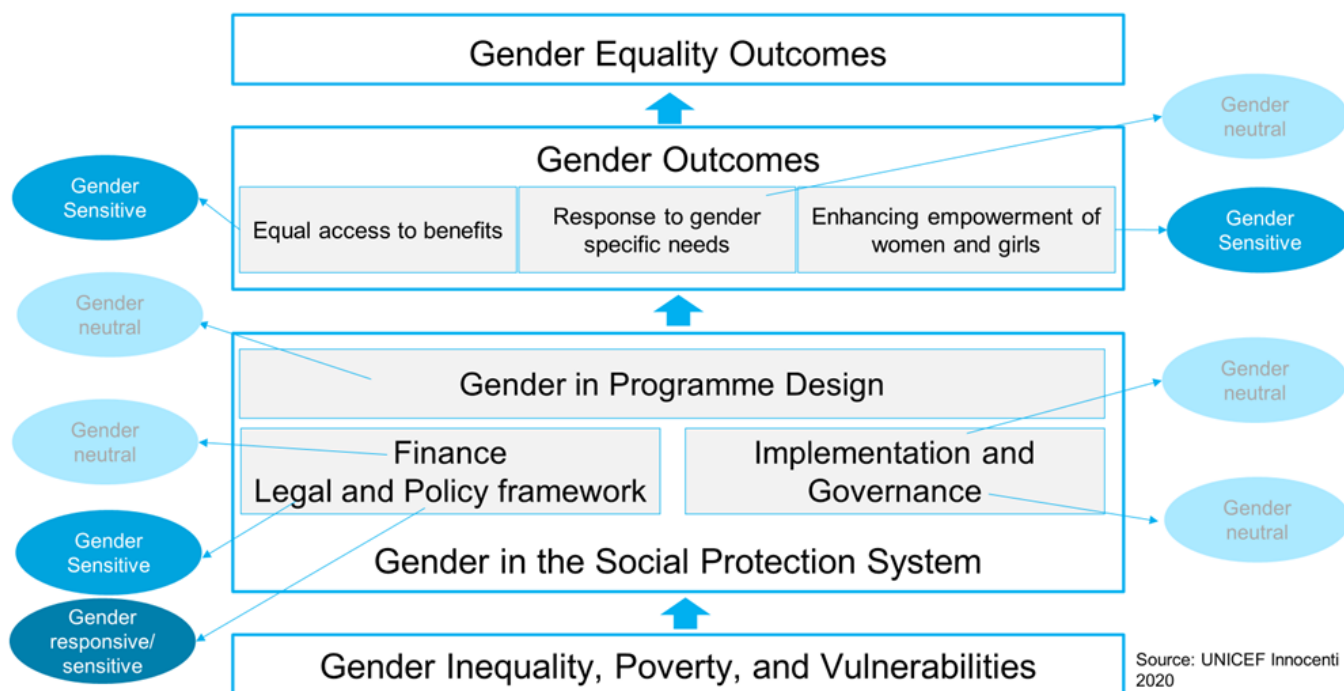 Gender Equality Outcomes
Gender
neutral
Gender Outcomes
Gender
Sensitive
Equal access to benefits
Response to gender
specific needs
Enhancing empowerment of
women and girls
Gender
Sensitive
Gender
neutral
Gender in Programme Design
Gender
neutral
Gender
neutral
Finance
Legal and Policy framework
Implementation and
Governance
Gender
neutral
Gender
Sensitive
Gender in the Social Protection System
Gender
responsive/
sensitive
Gender Inequality, Poverty, and Vulnerabilities
Source: UNICEF Innocenti
2020